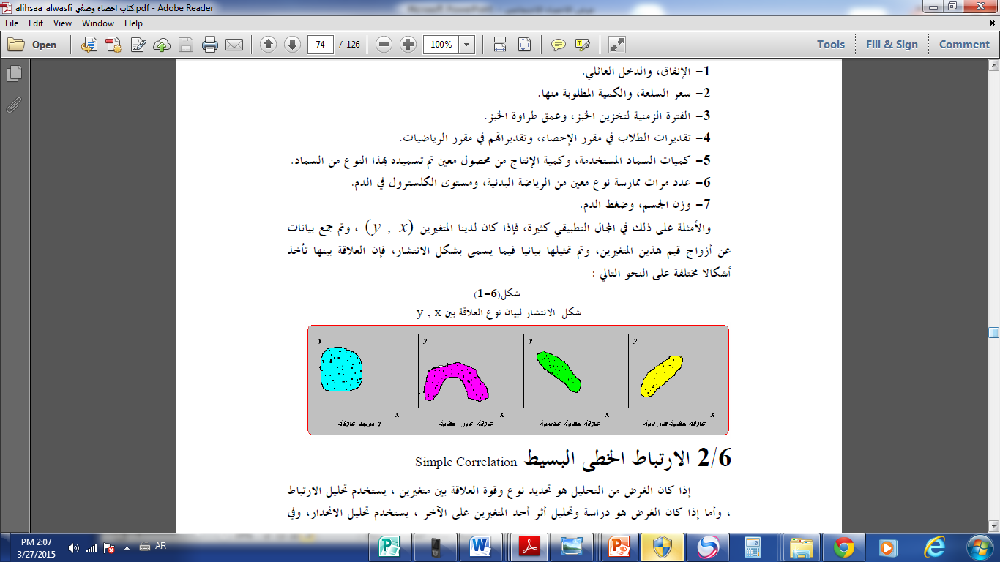 alihsaa_alwasfi_كتاب احصاء وصفي.pdf - Adobe Reader
File Edit View Window Help
Open 74 / 126 100% Tools Fill & Sign Comment
1- الإنفاق، والدخل العائلي.
2- سعر السلعة، والكمية المطلوبة منها.
3- الفترة الزمنية لتخزين الخبز، وعمق طراوة الخبز.
4- تقديرات الطلاب في مقرر الإحصاء، وتقديراتهم في مقرر الرياضيات.
5- كميات السماد المستخدمة، وكمية الإنتاج من محصول معين تم تسميده بهذا النوع من السماد.
6- عدد مرات ممارسة نوع معين من الرياضة البدنية، ومستوى الكلسترول في الدم.
7- وزن الجسم، وضغط الدم.
والأمثلة على ذلك في المجال التطبيقي كثيرة، فإذا كان لدينا المتغيرين (y , x) ، وتم جمع بيانات
عن أزواج قيم هذين المتغيرين، وتم تمثيلها بيانيا فيما يسمى بشكل الانتشار، فإن العلاقة بينها تأخذ
أشكالا مختلفة على النحو التالي :
شكل(6-1)
شكل الانتشار لبيان نوع العلاقة بين y , x
y y y y
x x x x
علاقة خطية طردية علاقة خطية عكسية علاقة غير خطية لا توجد علاقة
2/6 الارتباط الخطى البسيط Simple Correlation
إذا كان الغرض من التحليل هو تحديد نوع وقوة العلاقة بين متغيرين ، يستخدم تحليل الارتباط
، وأما إذا كان الغرض هو دراسة وتحليل أثر أحد المتغيرين على الآخر ، يستخدم تحليل الانحدار، وفي
AR
PM 2:07
3/27/2015